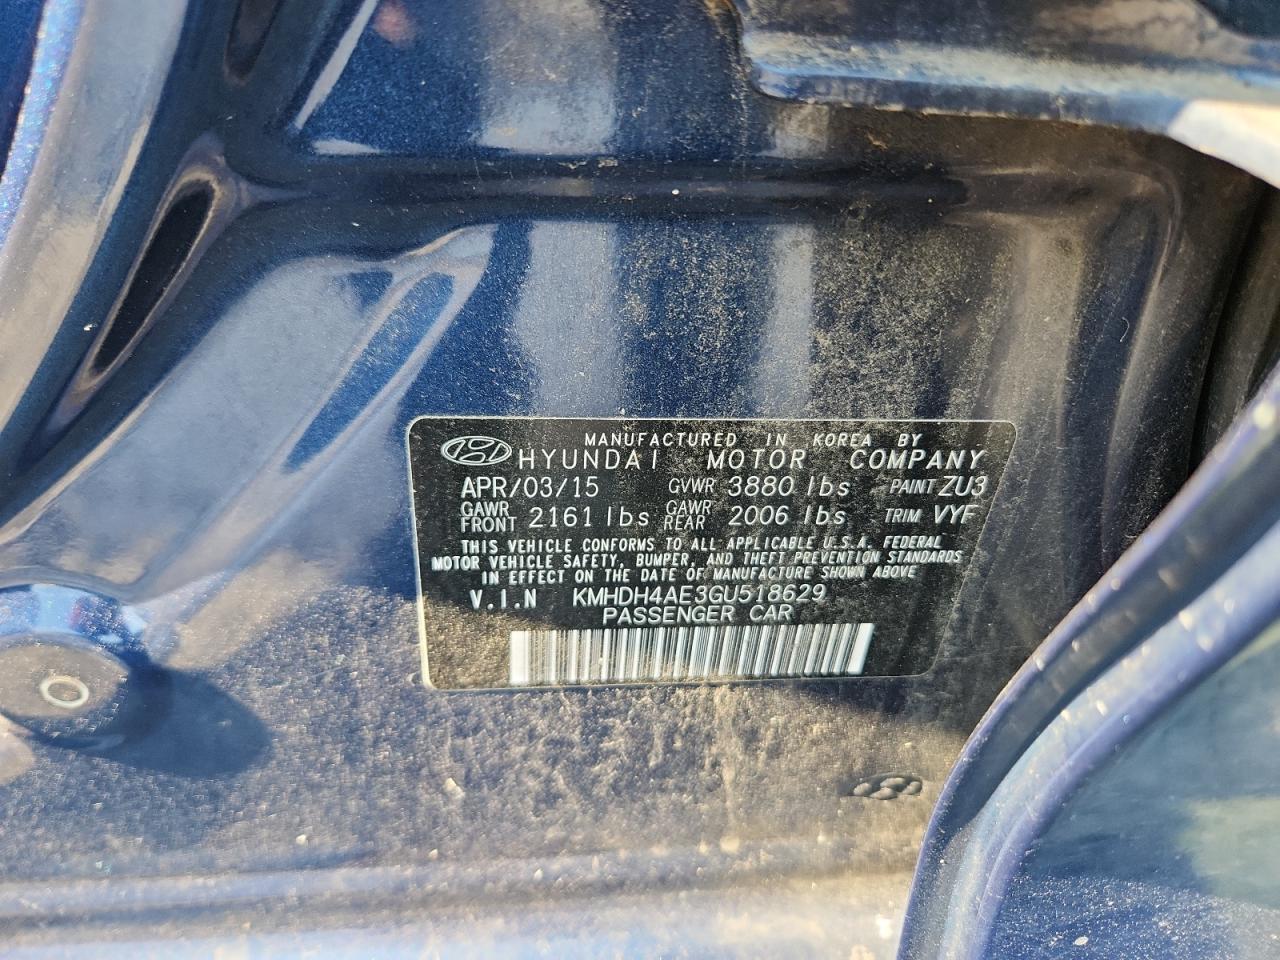 MANUFACTURED IN KOREA BY
HYUNDAI MOTOR COMPANY
APR/03/15 GVWR 3880 lbs PAINT ZU3
GAWR FRONT 2161 lbs GAWR REAR 2006 lbs TRIM VYF
THIS VEHICLE CONFORMS TO ALL APPLICABLE U.S.A. FEDERAL
MOTOR VEHICLE SAFETY, BUMPER, AND THEFT PREVENTION STANDARDS
IN EFFECT ON THE DATE OF MANUFACTURE SHOWN ABOVE
V.I.N KMHDH4AE3GU518629
PASSENGER CAR